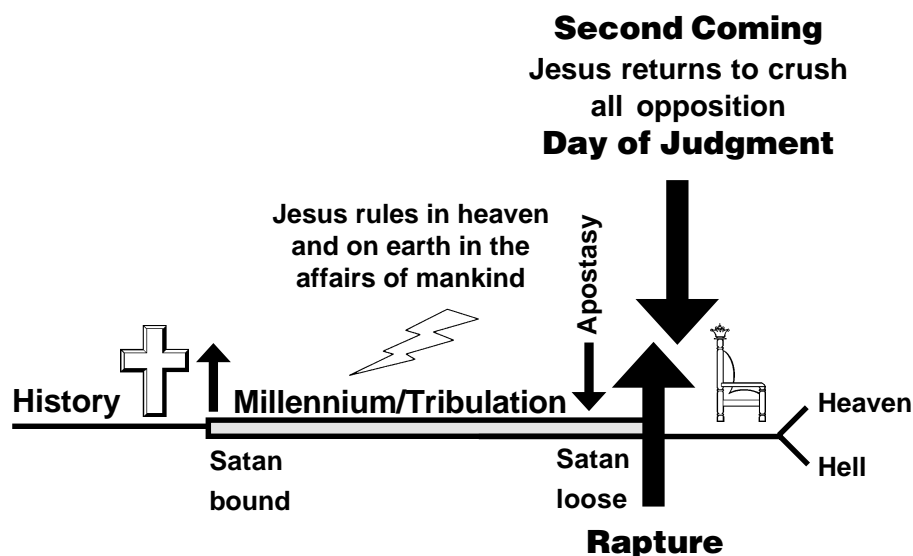 Second Coming
Jesus returns to crush
all opposition
Day of Judgment
Jesus rules in heaven
and on earth in the
affairs of mankind
Apostasy
History
Millennium/Tribulation
Heaven
Satan
bound
Satan
loose
Hell
Rapture